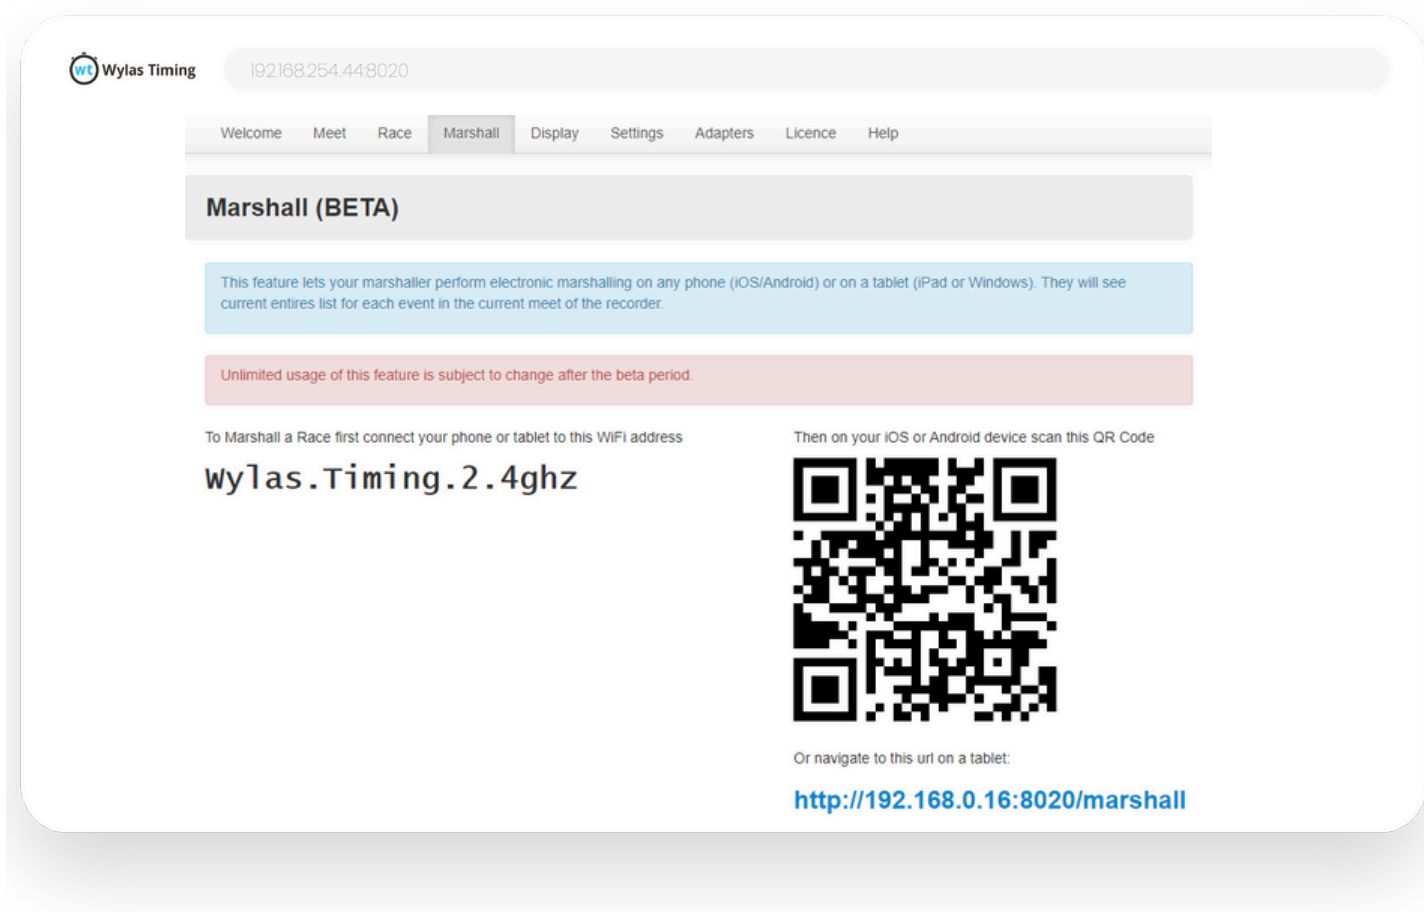 wt Wylas Timing
192.168.254.44:8020
Welcome Meet Race Marshall Display Settings Adapters Licence Help
Marshall (BETA)
This feature lets your marshaller perform electronic marshalling on any phone (iOS/Android) or on a tablet (iPad or Windows). They will see
current entires list for each event in the current meet of the recorder.
Unlimited usage of this feature is subject to change after the beta period.
To Marshall a Race first connect your phone or tablet to this WiFi address
Wylas.Timing.2.4ghz
Then on your iOS or Android device scan this QR Code
Or navigate to this url on a tablet:
http://192.168.0.16:8020/marshall